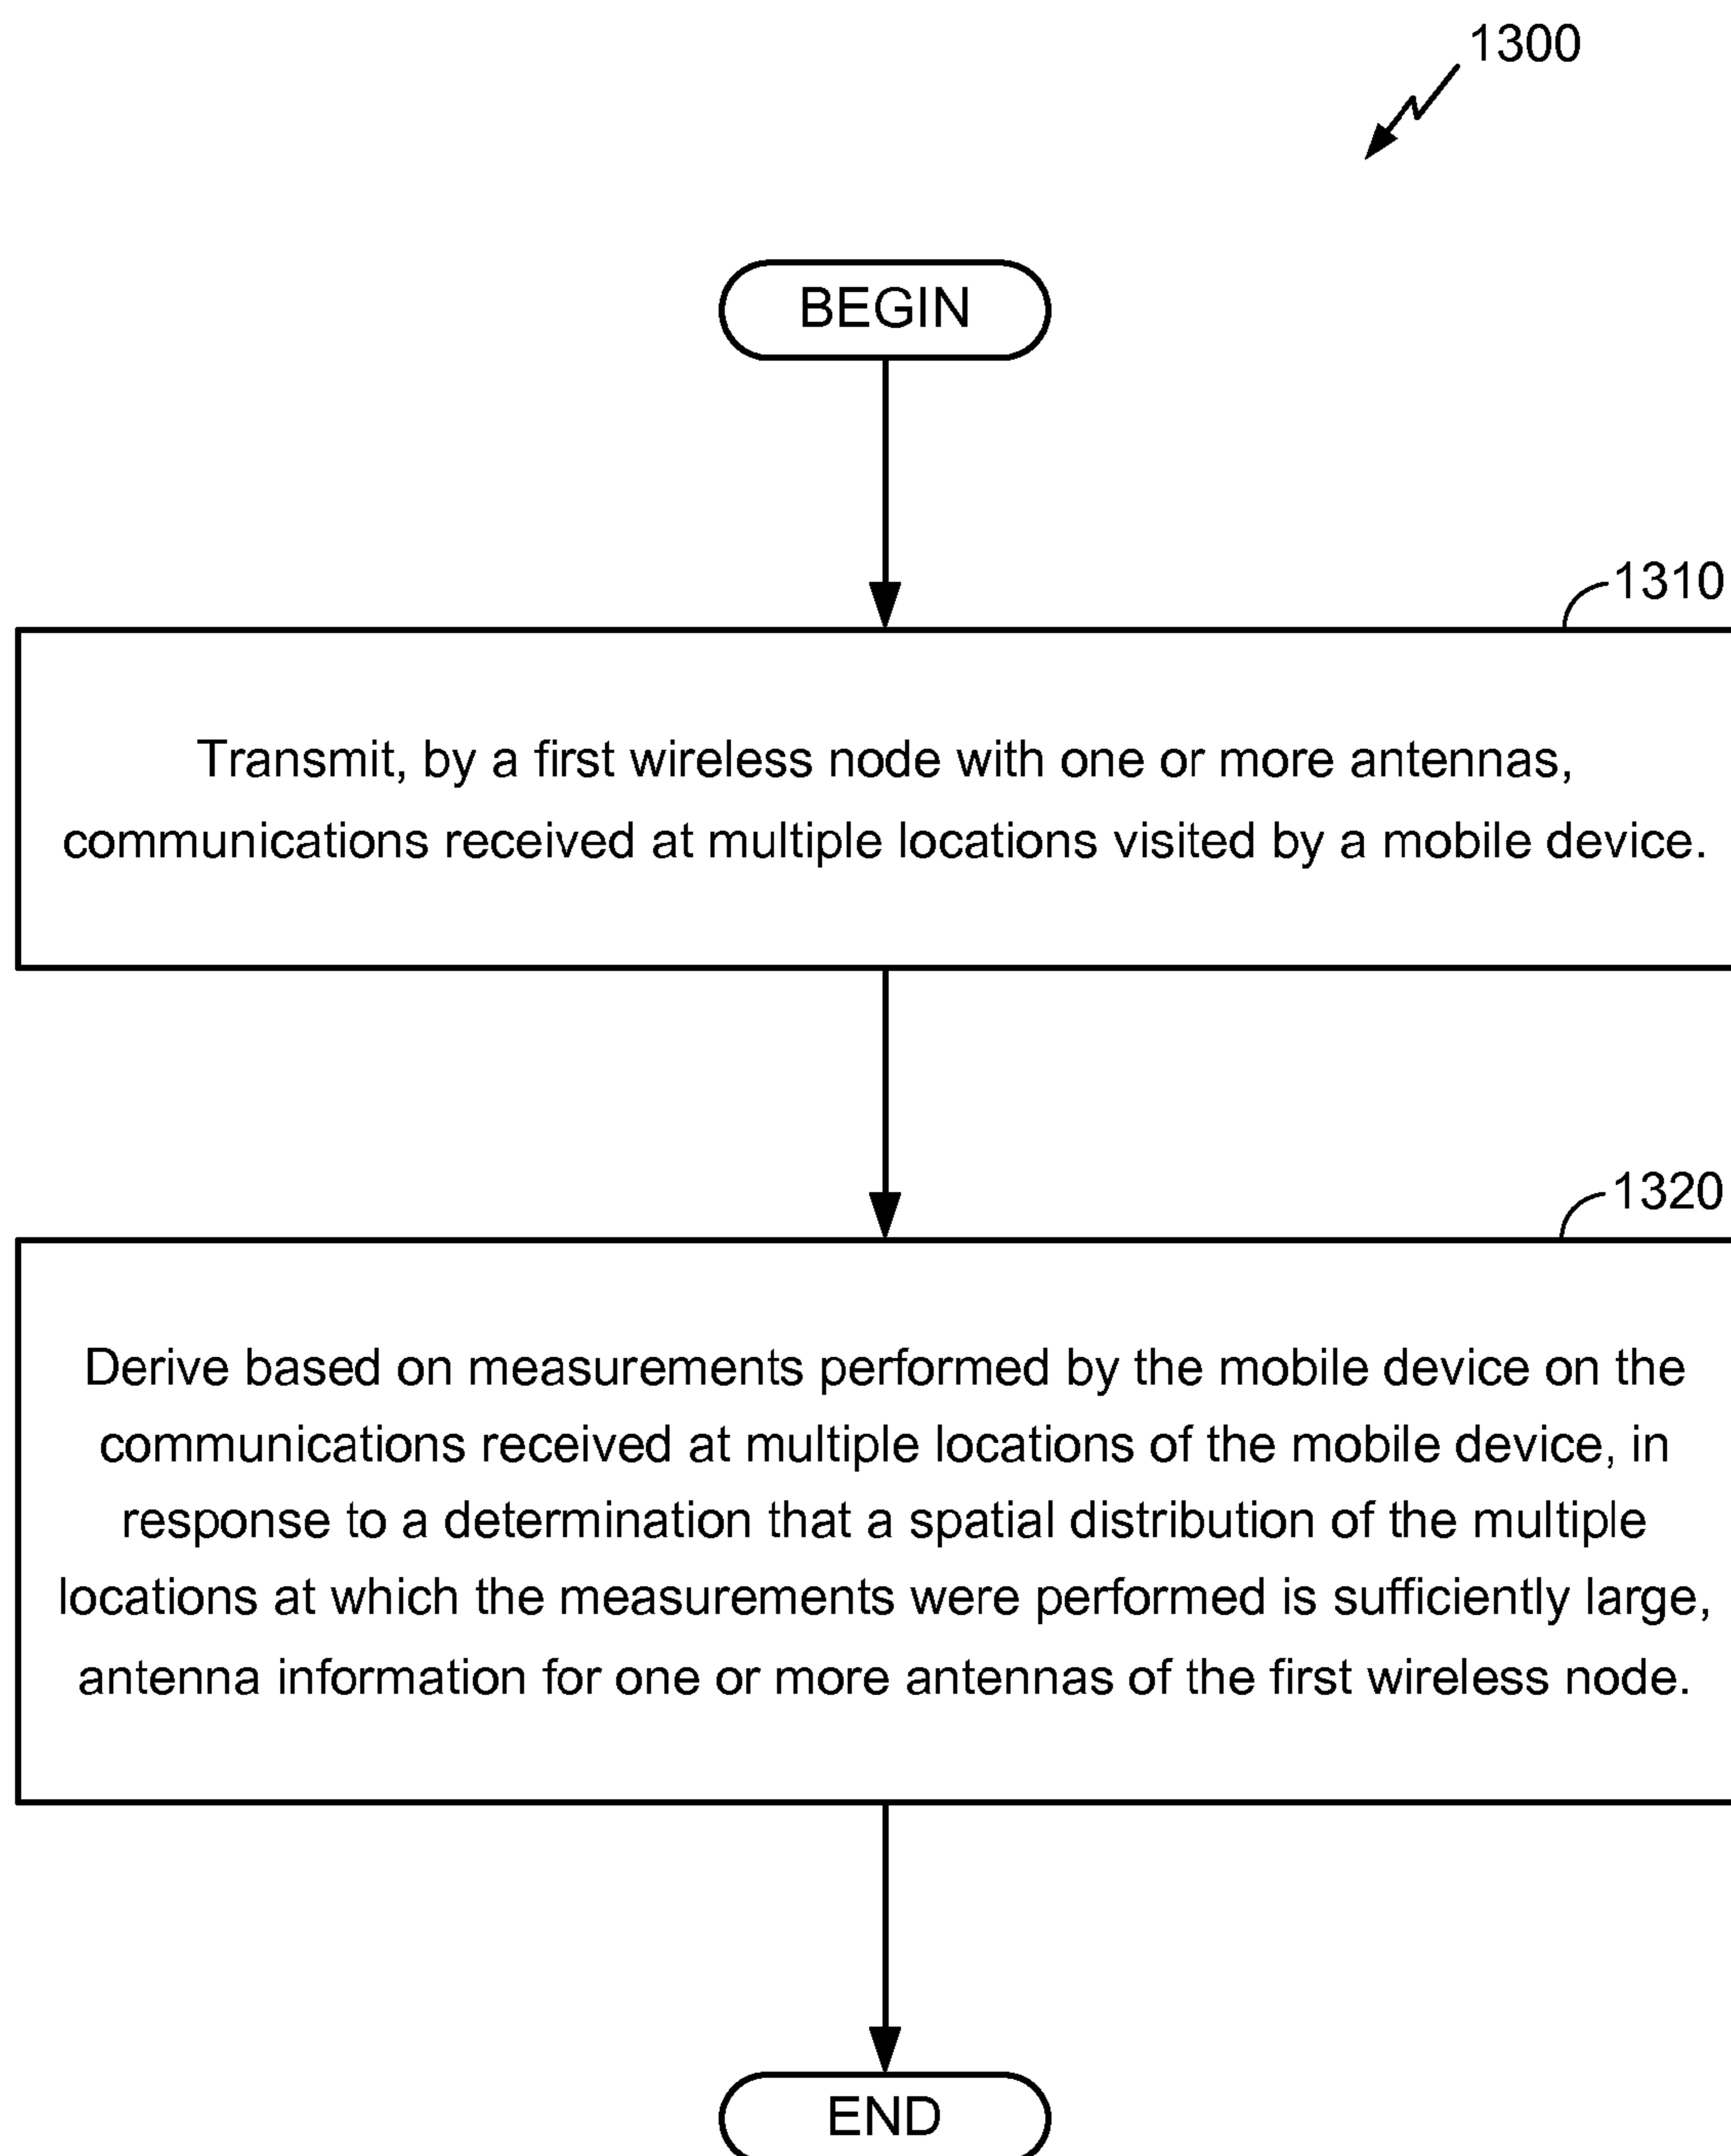 1300
BEGIN
1310
Transmit, by a first wireless node with one or more antennas,
communications received at multiple locations visited by a mobile device.
1320
Derive based on measurements performed by the mobile device on the
communications received at multiple locations of the mobile device, in
response to a determination that a spatial distribution of the multiple
locations at which the measurements were performed is sufficiently large,
antenna information for one or more antennas of the first wireless node.
END